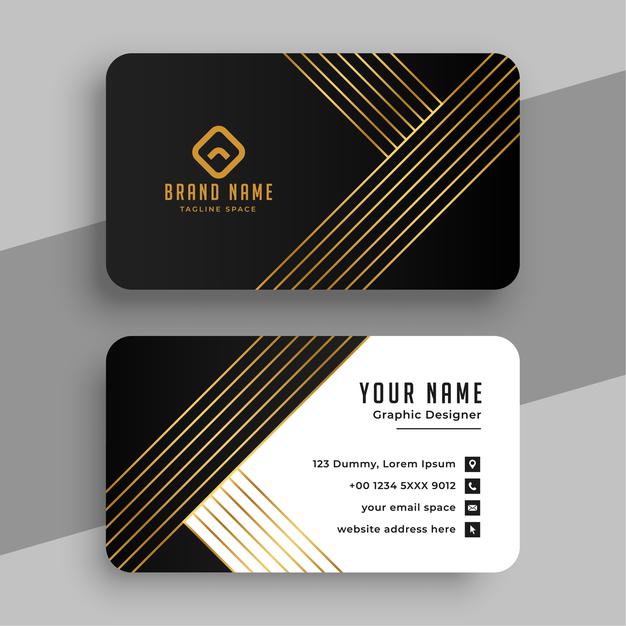 BRAND NAME
TAGLINE SPACE
YOUR NAME
Graphic Designer
123 Dummy, Lorem Ipsum
+00 1234 5XXX 9012
your email space
website address here